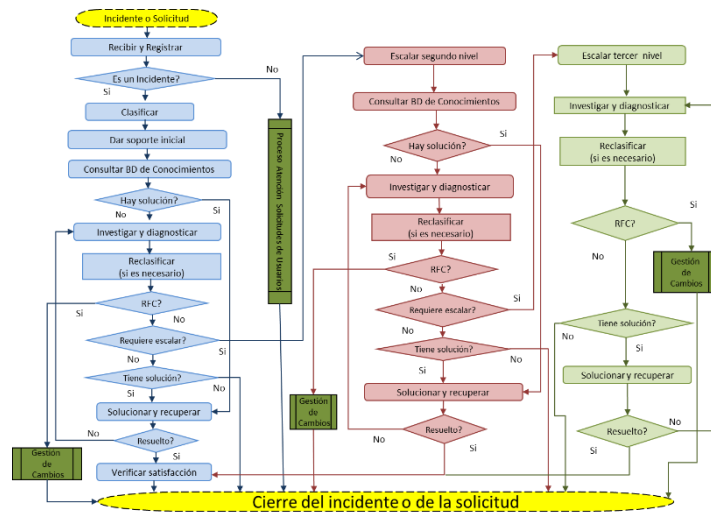 Incidente o Solicitud
Recibir y Registrar
Es un Incidente?
No
Si
Clasificar
Dar soporte inicial
Consultar BD de Conocimientos
Hay solución?
No
Si
Investigar y diagnosticar
Reclasificar
(si es necesario)
RFC?
Si
No
Requiere escalar?
No
Si
Tiene solución?
Si
No
Solucionar y recuperar
Resuelto?
No
Si
Verificar satisfacción
Gestión
de
Cambios
Proceso Atención Solicitudes de
Usuarios
Escalar segundo nivel
Consultar BD de Conocimientos
Hay solución?
Si
No
Investigar y diagnosticar
Reclasificar
(si es necesario)
RFC?
Si
No
Requiere escalar?
Si
No
Tiene solución?
Si
No
Solucionar y recuperar
Resuelto?
No
Si
Gestión
de
Cambios
Escalar tercer nivel
Investigar y diagnosticar
Reclasificar
(si es necesario)
RFC?
Si
No
Gestión
de
Cambios
Tiene solución?
No
Si
Solucionar y recuperar
Resuelto?
No
Si
Cierre del incidente o de la solicitud